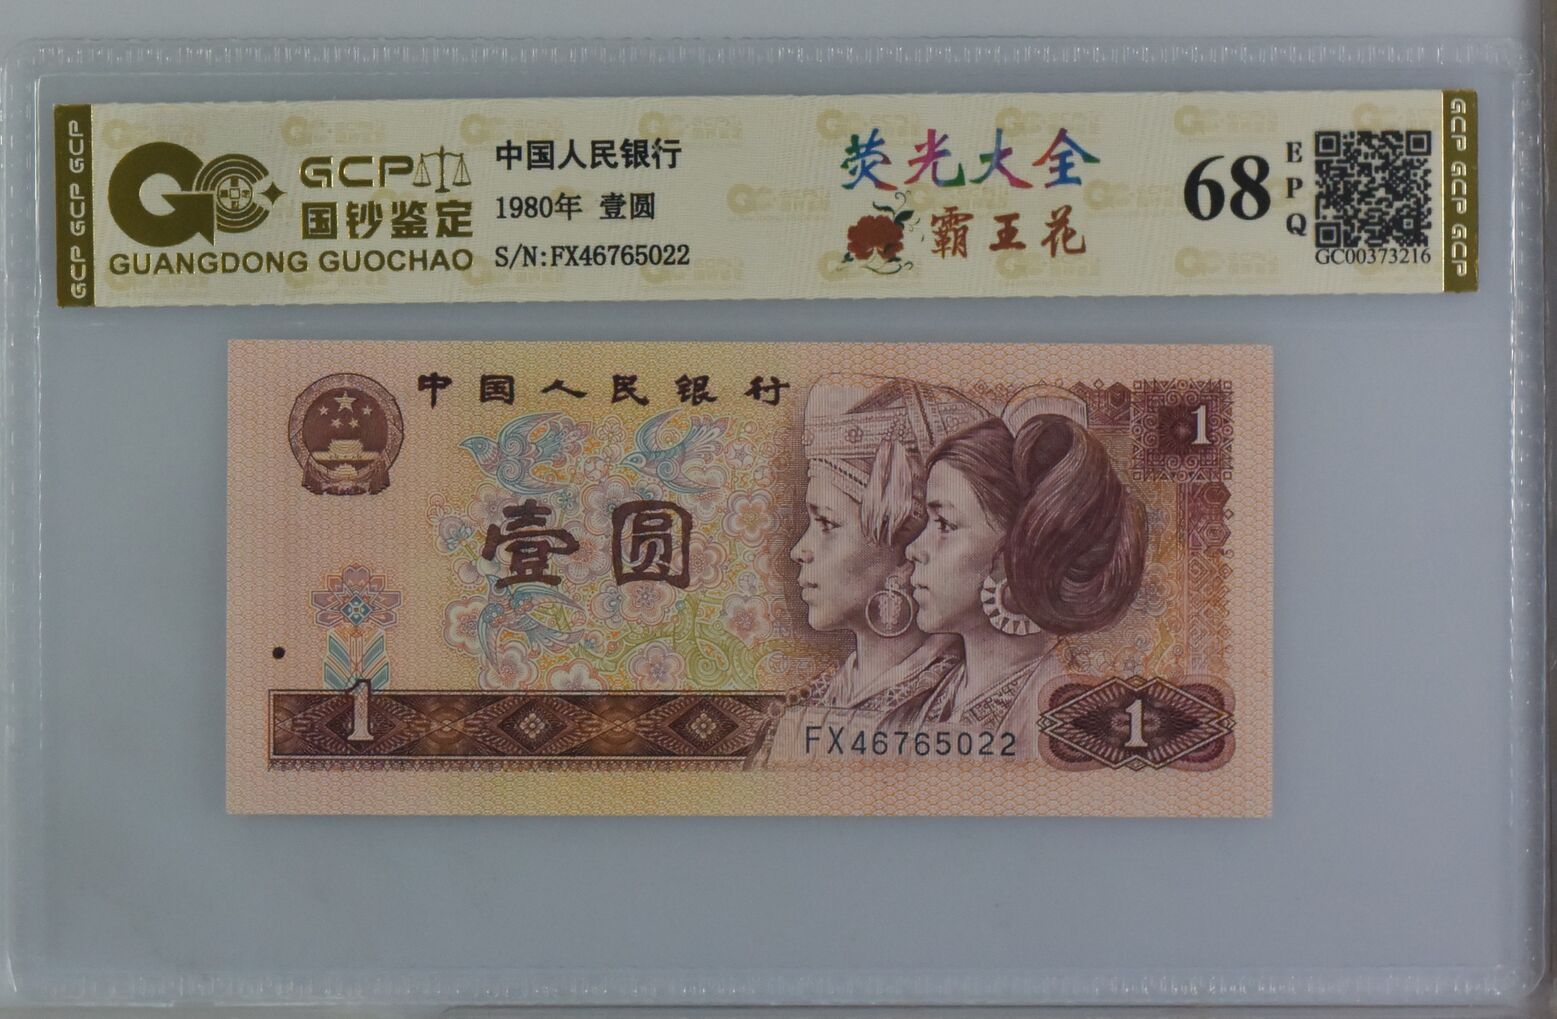 GCP GCP GCP
GCP
国钞鉴定
GUANGDONG GUOCHAO
中国人民银行
1980年 壹圆
S/N:FX46765022
荧光大全
霸王花
68
E
P
Q
GC00373216
GCP GCP GCP
中国人民银行
1
壹圆
1
FX46765022
1